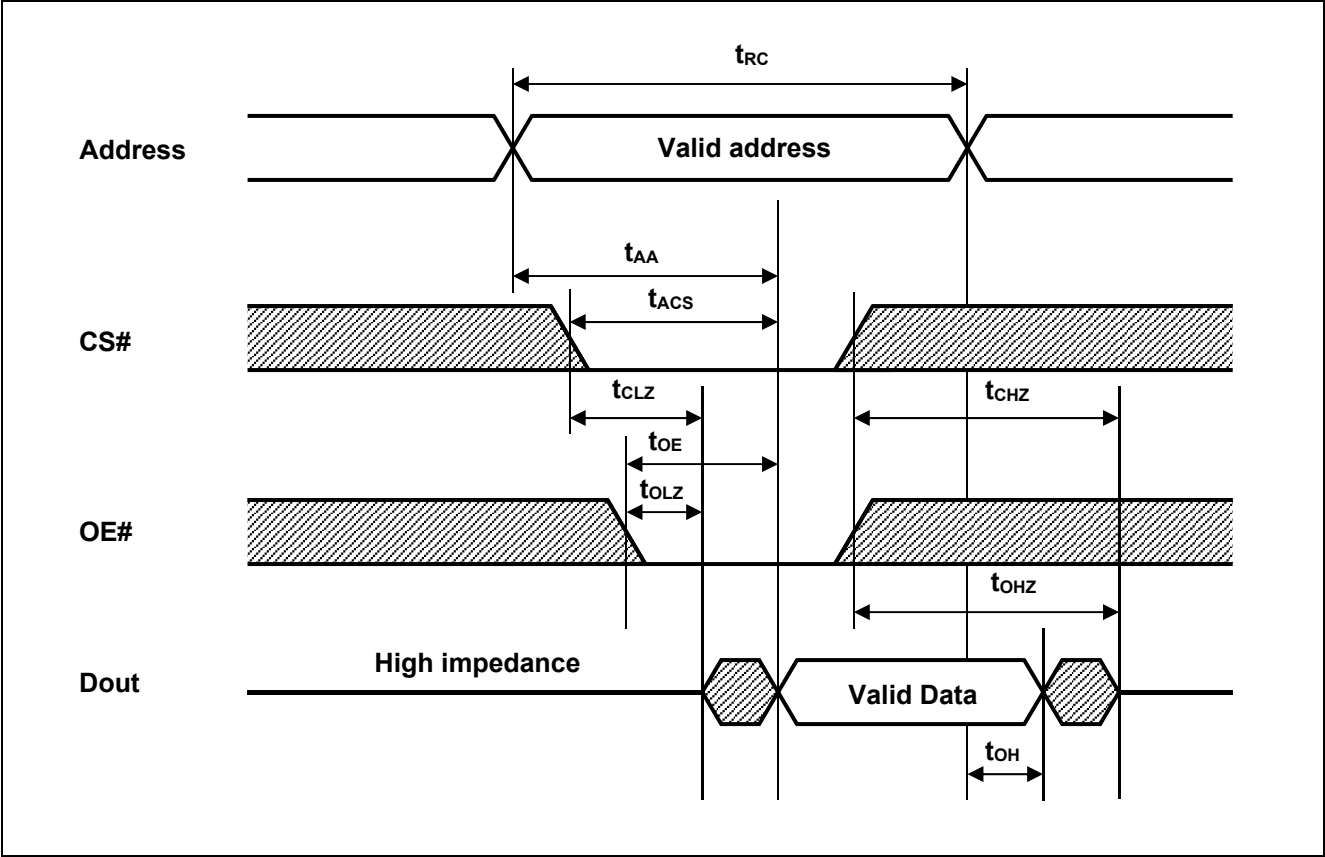 tRC
Address
Valid address
tAA
tACS
CS#
tCLZ
tCHZ
tOE
tOLZ
OE#
tOHZ
High impedance
Dout
Valid Data
tOH